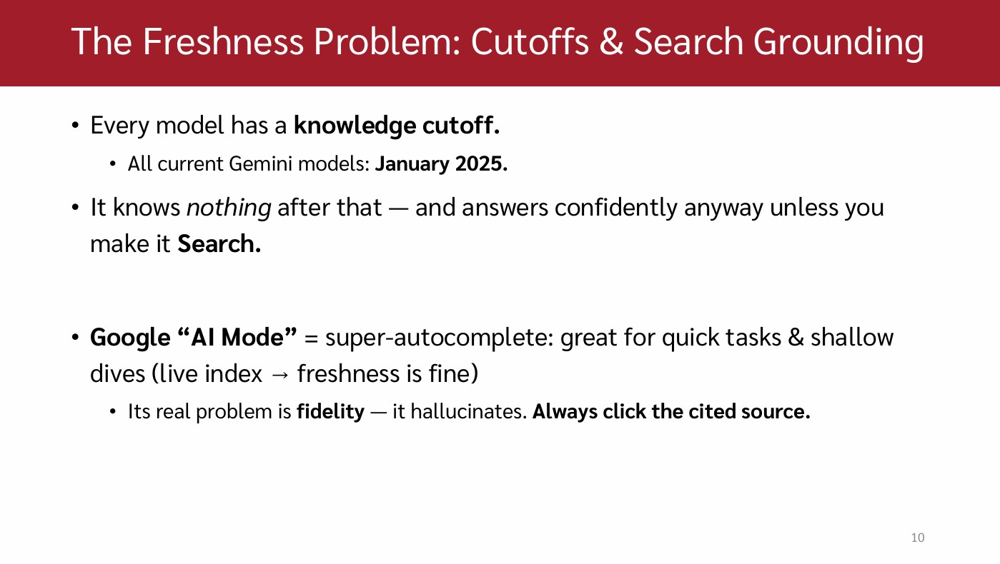 The Freshness Problem: Cutoffs & Search Grounding
• Every model has a knowledge cutoff.
• All current Gemini models: January 2025.
• It knows nothing after that — and answers confidently anyway unless you
make it Search.
• Google “AI Mode” = super-autocomplete: great for quick tasks & shallow
dives (live index → freshness is fine)
• Its real problem is fidelity — it hallucinates. Always click the cited source.
10